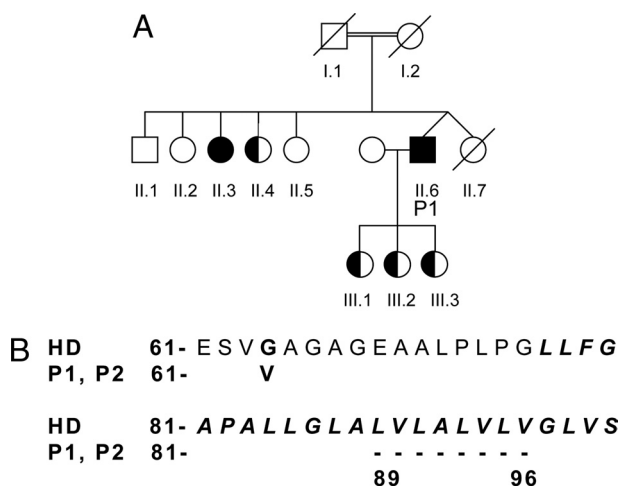 A
I.1 I.2
II.1 II.2 II.3 II.4 II.5 II.6 II.7
P1
III.1 III.2 III.3
B HD 61- E S V G A G A G E A A L P L P G L L F G
P1, P2 61- V
HD 81- A P A L L G L A L V L A L V L V G L V S
P1, P2 81- - - - - - - - -
89 96